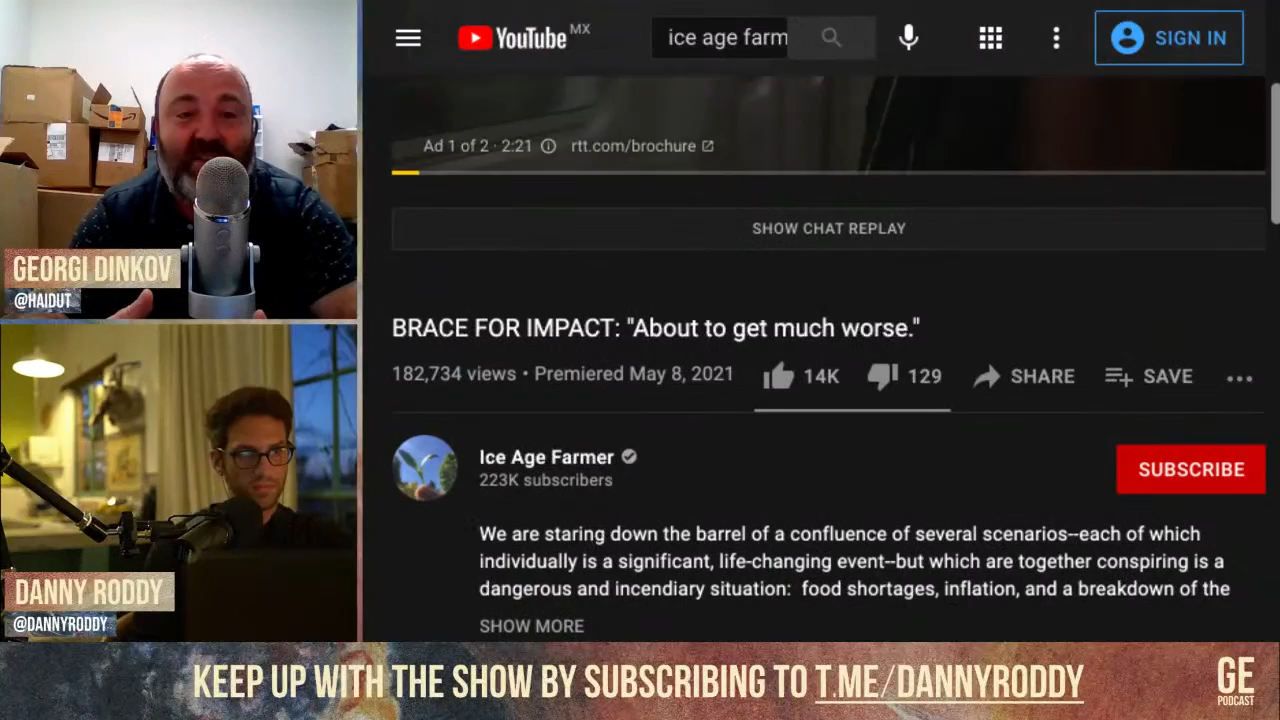 GEORGI DINKOV
@HAIDUT
DANNY RODDY
@DANNYRODDY
YouTube MX
ice age farm
SIGN IN
Ad 1 of 2 · 2:21 ⓘ rtt.com/brochure
SHOW CHAT REPLAY
BRACE FOR IMPACT: "About to get much worse."
182,734 views • Premiered May 8, 2021
14K
129
SHARE
SAVE
Ice Age Farmer
223K subscribers
SUBSCRIBE
We are staring down the barrel of a confluence of several scenarios--each of which
individually is a significant, life-changing event--but which are together conspiring is a
dangerous and incendiary situation: food shortages, inflation, and a breakdown of the
SHOW MORE
KEEP UP WITH THE SHOW BY SUBSCRIBING TO T.ME/DANNYRODDY
GE
PODCAST